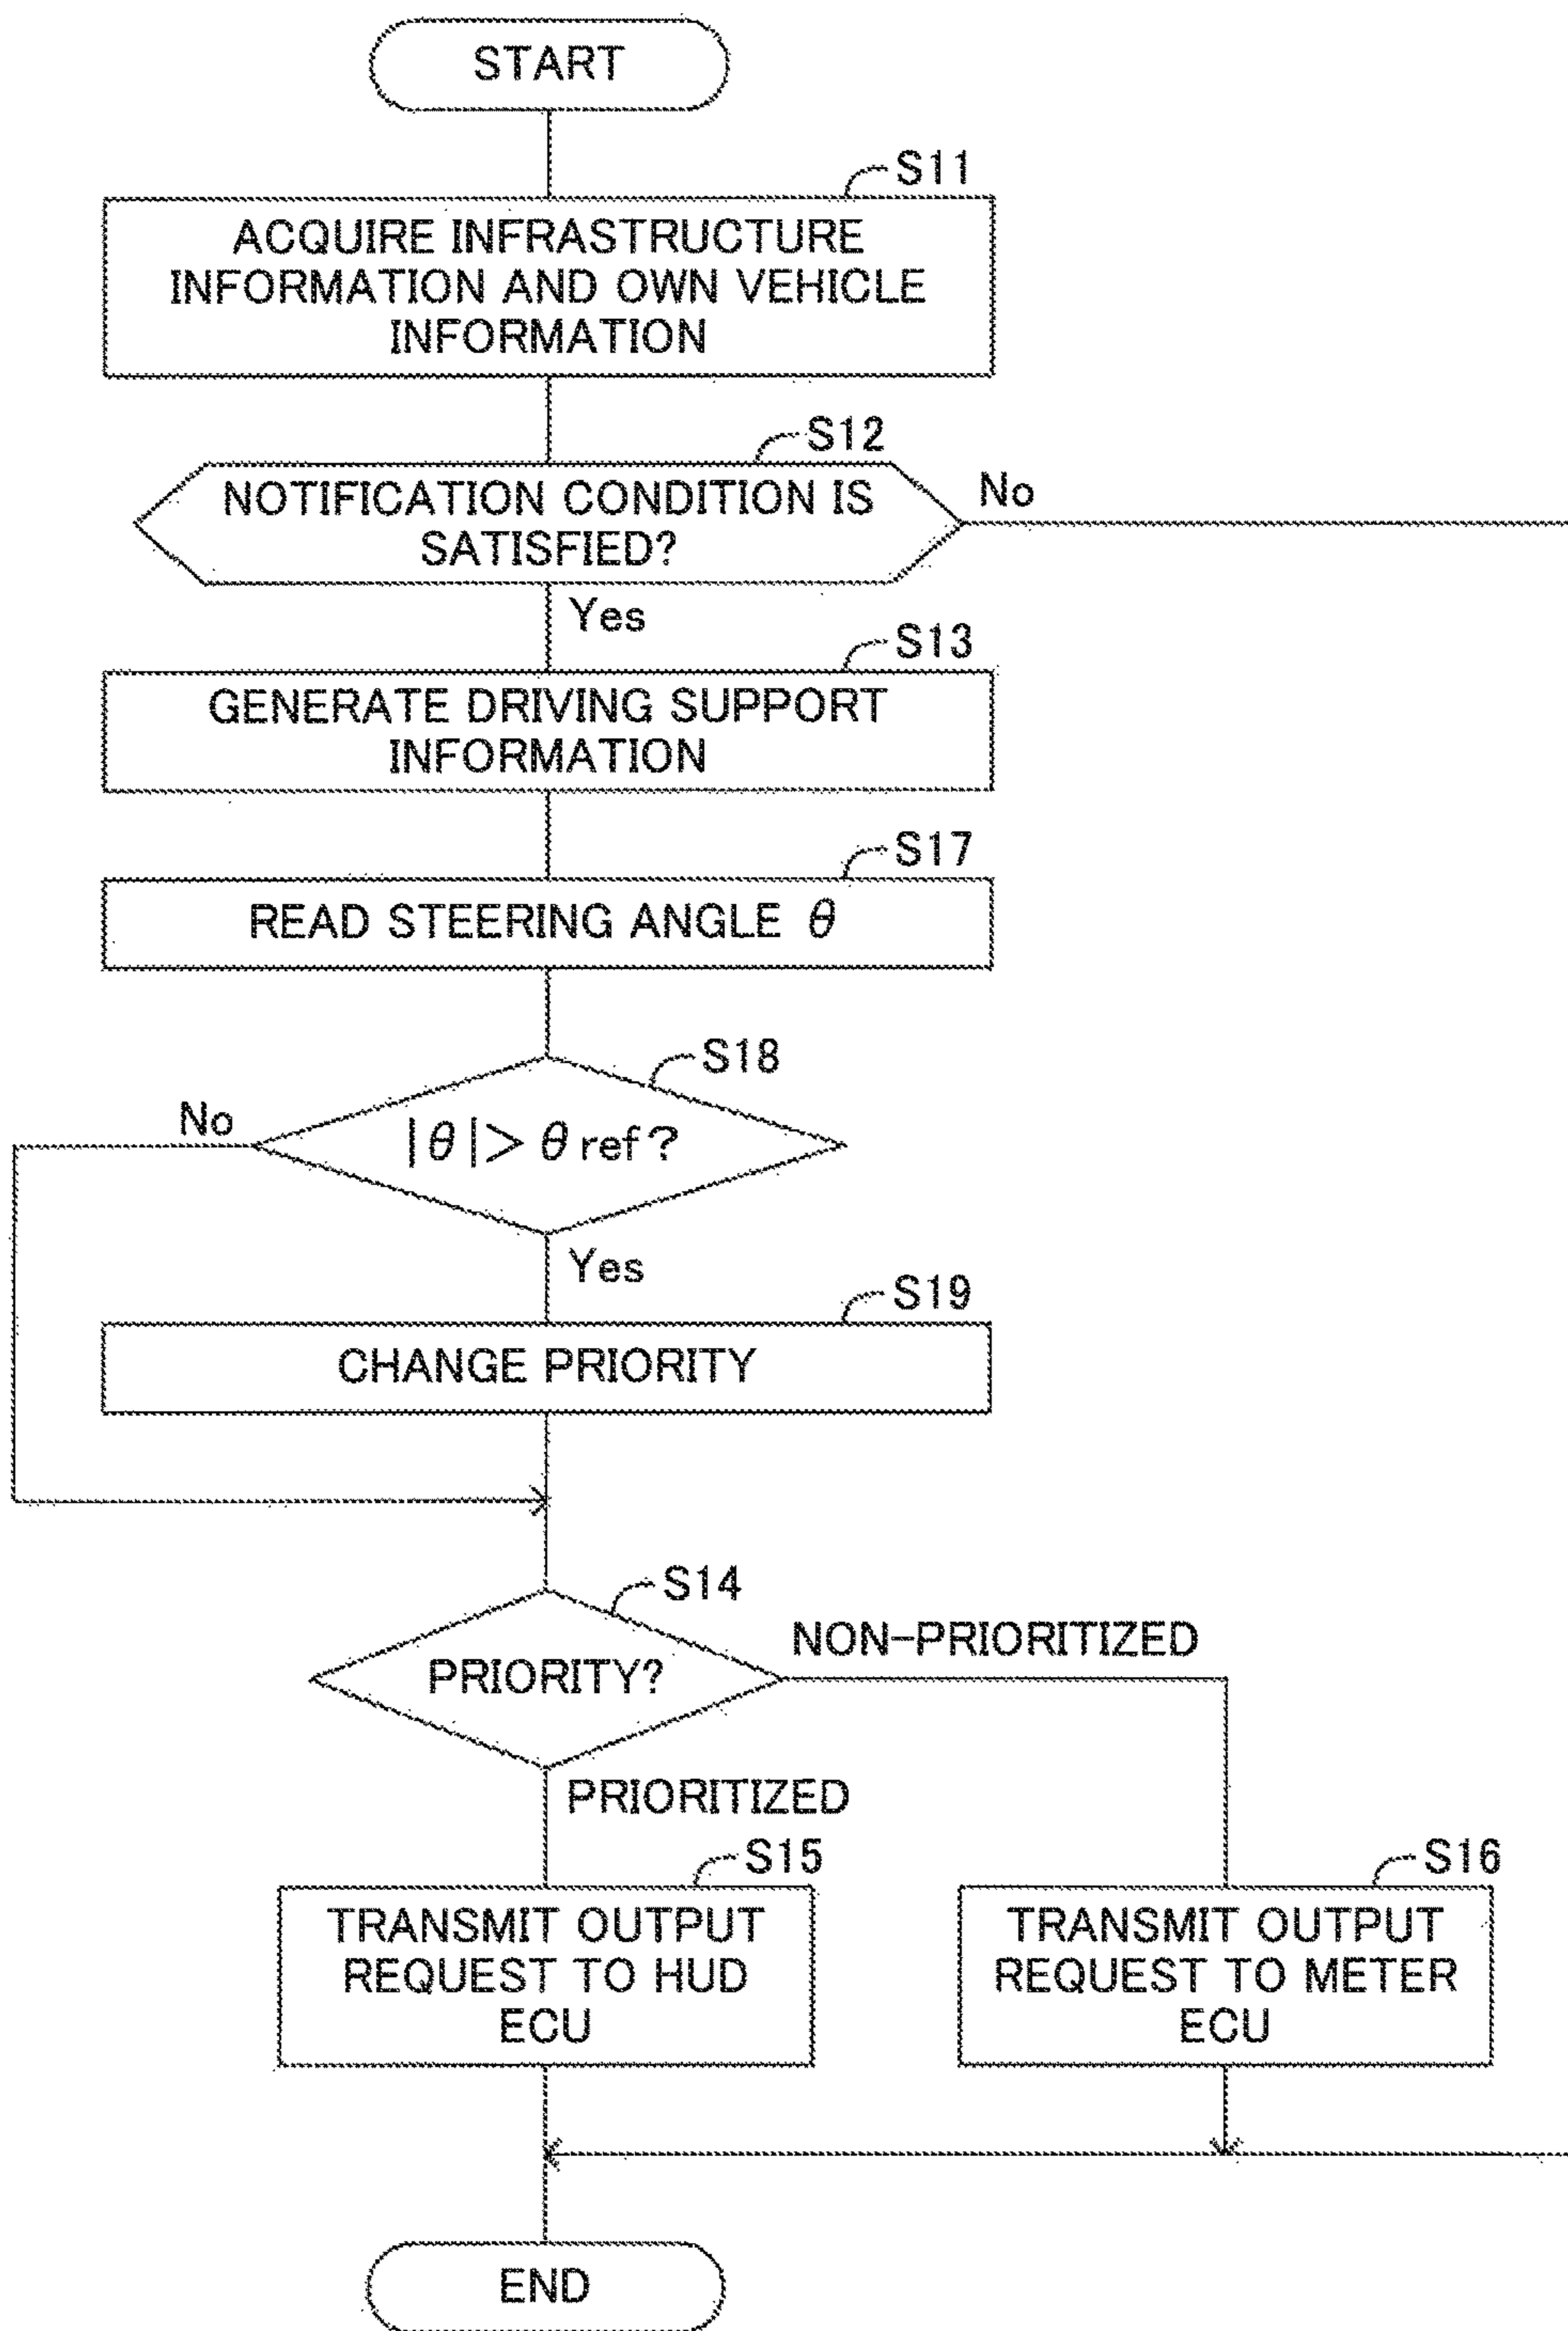 START
S11
ACQUIRE INFRASTRUCTURE
INFORMATION AND OWN VEHICLE
INFORMATION
S12
NOTIFICATION CONDITION IS
SATISFIED?
No
Yes
S13
GENERATE DRIVING SUPPORT
INFORMATION
S17
READ STEERING ANGLE θ
S18
No
|θ|> θ ref?
Yes
S19
CHANGE PRIORITY
S14
PRIORITY?
NON-PRIORITIZED
PRIORITIZED
S15
TRANSMIT OUTPUT
REQUEST TO HUD
ECU
S16
TRANSMIT OUTPUT
REQUEST TO METER
ECU
END